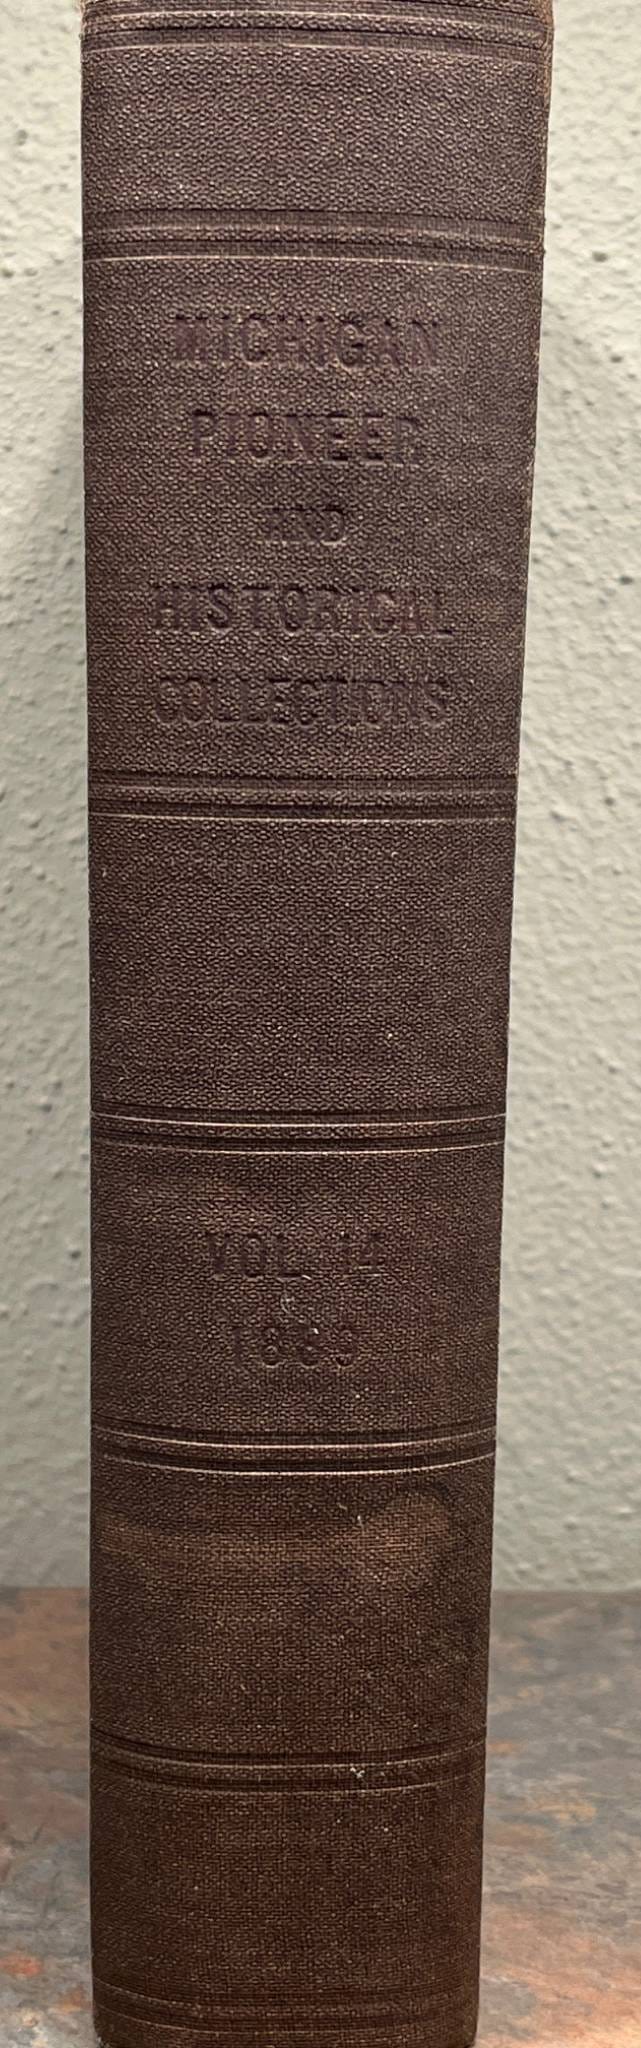 MICHIGAN
PIONEER
AND
HISTORICAL
COLLECTIONS
VOL. 14
1889